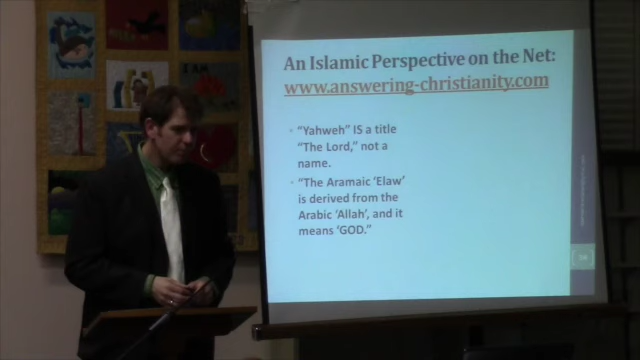 An Islamic Perspective on the Net:
www.answering-christianity.com
• "Yahweh" IS a title
"The Lord," not a
name.
• "The Aramaic 'Elaw'
is derived from the
Arabic 'Allah', and it
means 'GOD."